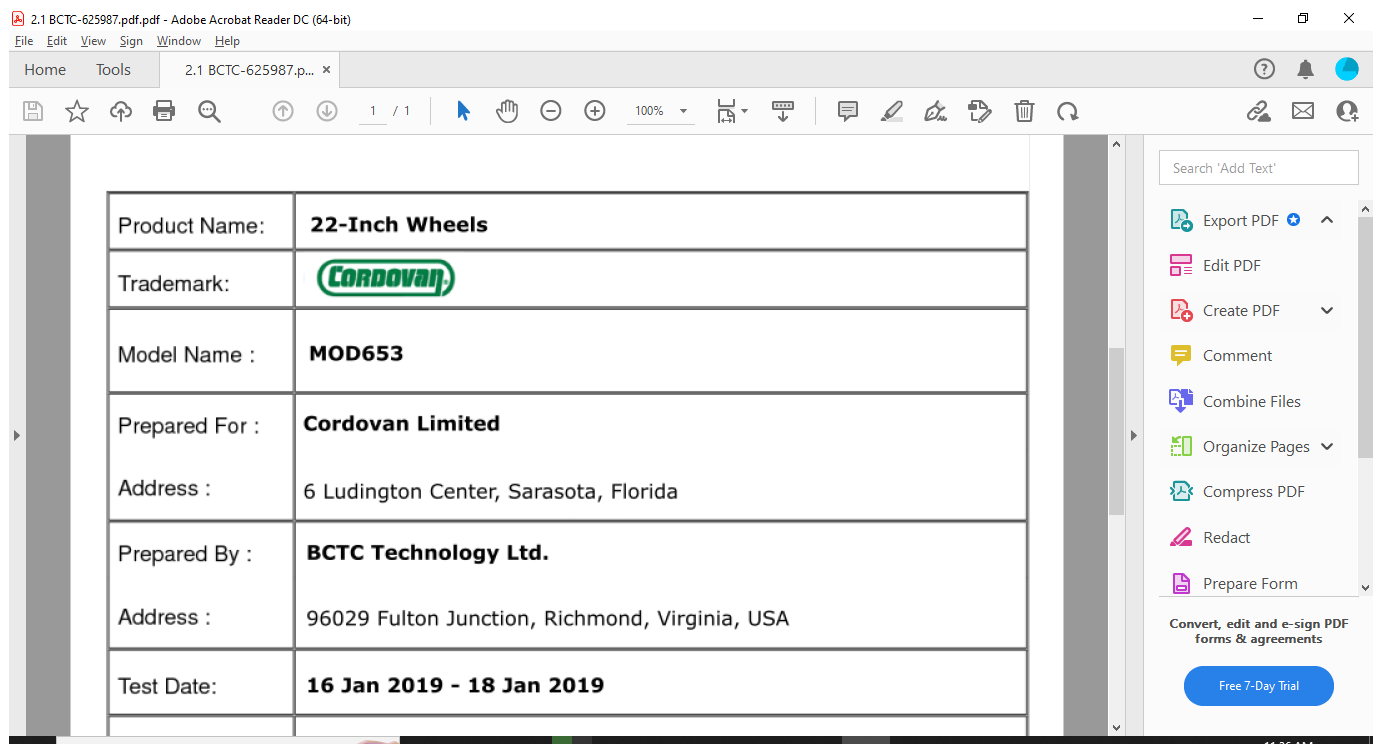 2.1 BCTC-625987.pdf.pdf - Adobe Acrobat Reader DC (64-bit)
File Edit View Sign Window Help
Home Tools 2.1 BCTC-625987.p... ×
1 / 1 100%
Search 'Add Text'
Export PDF
Edit PDF
Create PDF
Comment
Combine Files
Organize Pages
Compress PDF
Redact
Prepare Form
Convert, edit and e-sign PDF
forms & agreements
Free 7-Day Trial
Product Name: 22-Inch Wheels
Trademark: CORDOVAN
Model Name : MOD653
Prepared For : Cordovan Limited
Address : 6 Ludington Center, Sarasota, Florida
Prepared By : BCTC Technology Ltd.
Address : 96029 Fulton Junction, Richmond, Virginia, USA
Test Date: 16 Jan 2019 - 18 Jan 2019